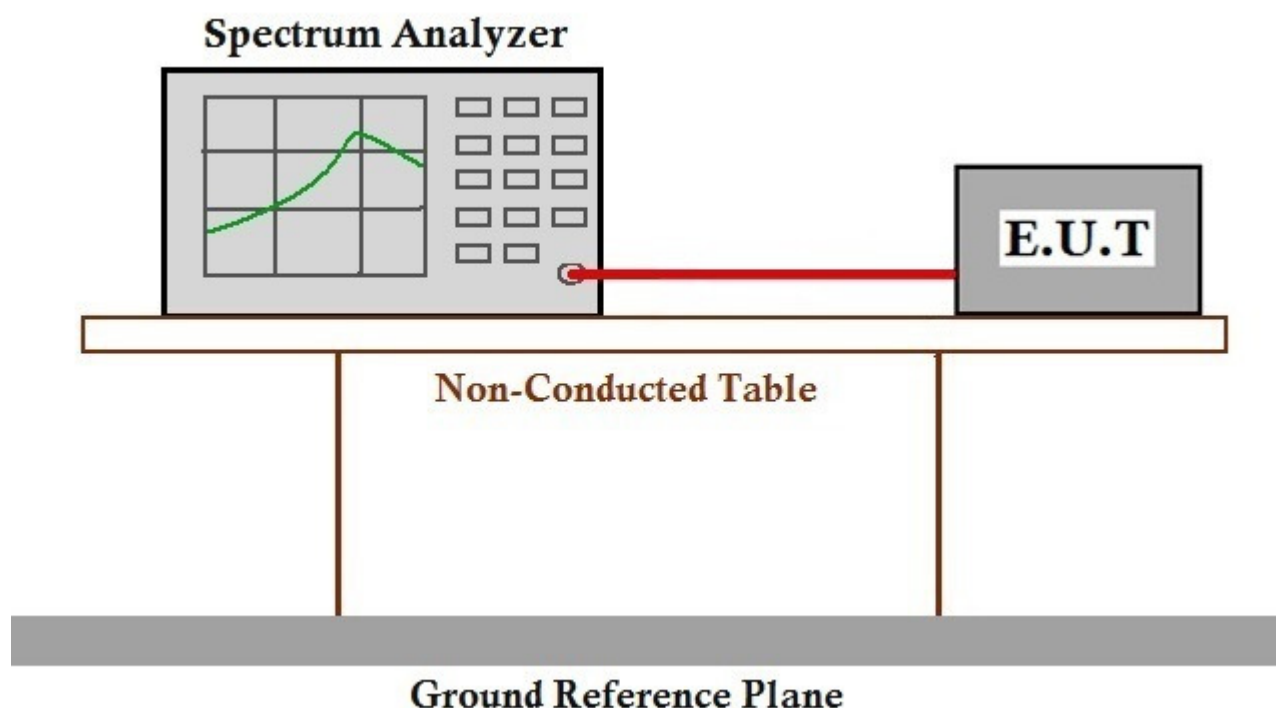 Spectrum Analyzer
E.U.T
Non-Conducted Table
Ground Reference Plane